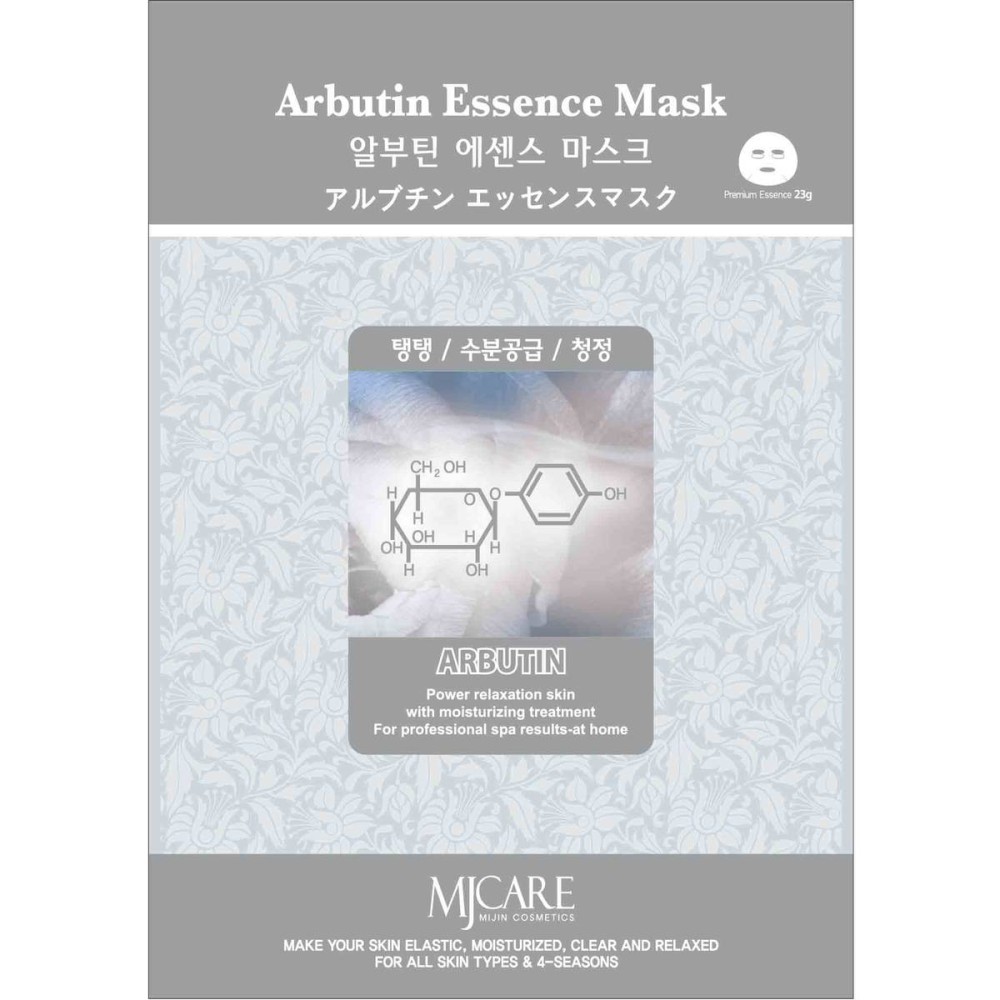 Arbutin Essence Mask
알부틴 에센스 마스크
アルブチン エッセンスマスク
Premium Essence 23g
탱탱 / 수분공급 / 청정
CH2 OH
H O O OH
H
OH H
OH H
H OH
ARBUTIN
Power relaxation skin
with moisturizing treatment
For professional spa results-at home
MJCARE
MIJIN COSMETICS
MAKE YOUR SKIN ELASTIC, MOISTURIZED, CLEAR AND RELAXED
FOR ALL SKIN TYPES & 4-SEASONS